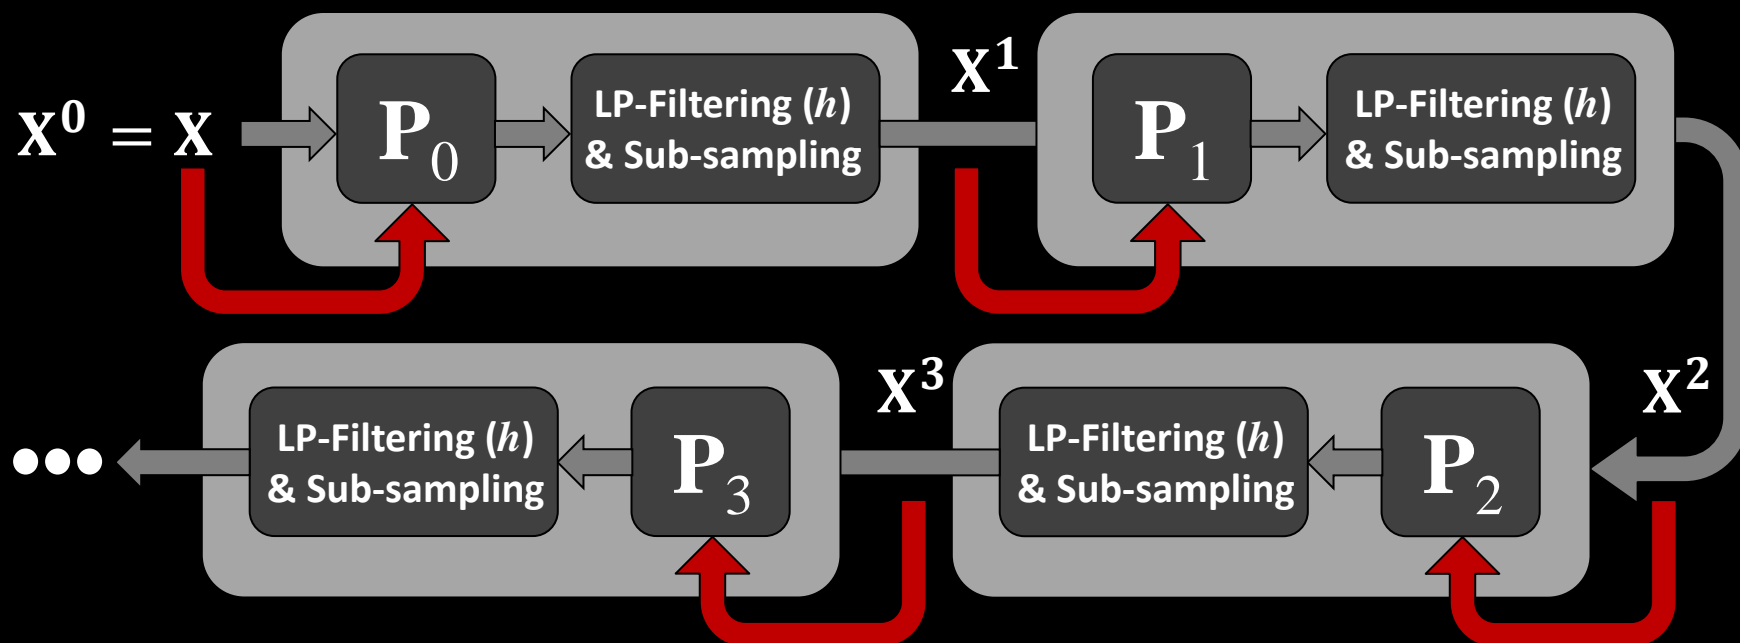 X⁰ = X
P₀
LP-Filtering (h)
& Sub-sampling
X¹
P₁
LP-Filtering (h)
& Sub-sampling
X²
P₂
LP-Filtering (h)
& Sub-sampling
X³
P₃
LP-Filtering (h)
& Sub-sampling
•••